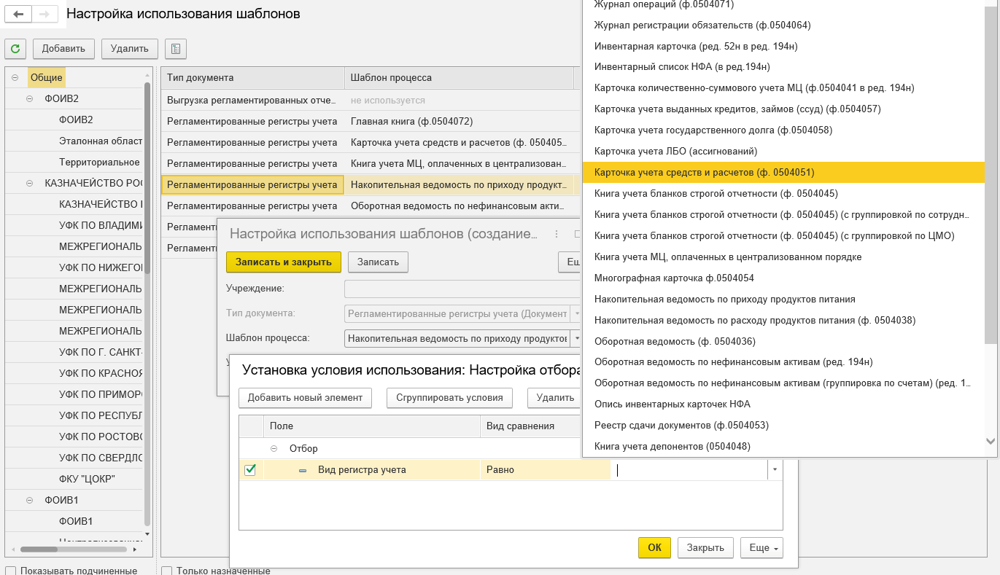 Настройка использования шаблонов
Добавить
Удалить
Общие
ФОИВ2
ФОИВ2
Эталонная област
Территориальное
КАЗНАЧЕЙСТВО РОС
КАЗНАЧЕЙСТВО
УФК ПО ВЛАДИМИ
МЕЖРЕГИОНАЛЬ
УФК ПО НИЖЕГО
МЕЖРЕГИОНАЛЬ
МЕЖРЕГИОНАЛЬ
МЕЖРЕГИОНАЛЬ
УФК ПО Г. САНКТ-
УФК ПО КРАСНОЯ
УФК ПО ПРИМОР
УФК ПО РЕСПУБЛ
УФК ПО РОСТОВО
УФК ПО СВЕРДЛО
ФКУ "ЦОКР"
ФОИВ1
ФОИВ1
Показывать подчиненные
Тип документа Шаблон процесса
Выгрузка регламентированных отче... не используется
Регламентированные регистры учета Главная книга (ф.0504072)
Регламентированные регистры учета Карточка учета средств и расчетов (ф. 050405...
Регламентированные регистры учета Книга учета МЦ, оплаченных в централизован...
Регламентированные регистры учета Накопительная ведомость по приходу продукт...
Регламентированные регистры учета Оборотная ведомость по нефинансовым акти...
Регламенти
Регламенти
Только назначенные
Настройка использования шаблонов (создание...
Записать и закрыть
Записать
Ещ
Учреждение:
Тип документа: Регламентированные регистры учета (Документ
Шаблон процесса: Накопительная ведомость по приходу продуктов
Установка условия использования: Настройка отбора
Добавить новый элемент
Сгруппировать условия
Удалить
Поле Вид сравнения
Отбор
Вид регистра учета Равно
ОК
Закрыть
Еще
Журнал операций (ф.0504071)
Журнал регистрации обязательств (ф.0504064)
Инвентарная карточка (ред. 52н в ред. 194н)
Инвентарный список НФА (в ред.194н)
Карточка количественно-суммового учета МЦ (ф.0504041 в ред. 194н)
Карточка учета выданных кредитов, займов (ссуд) (ф.0504057)
Карточка учета государственного долга (ф.0504058)
Карточка учета ЛБО (ассигнований)
Карточка учета средств и расчетов (ф. 0504051)
Книга учета бланков строгой отчетности (ф. 0504045)
Книга учета бланков строгой отчетности (ф. 0504045) (с группировкой по сотрудн...
Книга учета бланков строгой отчетности (ф. 0504045) (с группировкой по ЦМО)
Книга учета МЦ, оплаченных в централизованном порядке
Многографная карточка ф.0504054
Накопительная ведомость по приходу продуктов питания
Накопительная ведомость по расходу продуктов питания (ф. 0504038)
Оборотная ведомость (ф. 0504036)
Оборотная ведомость по нефинансовым активам (ред. 194н)
Оборотная ведомость по нефинансовым активам (группировка по счетам) (ред. 1...
Опись инвентарных карточек НФА
Реестр сдачи документов (ф.0504053)
Книга учета депонентов (0504048)